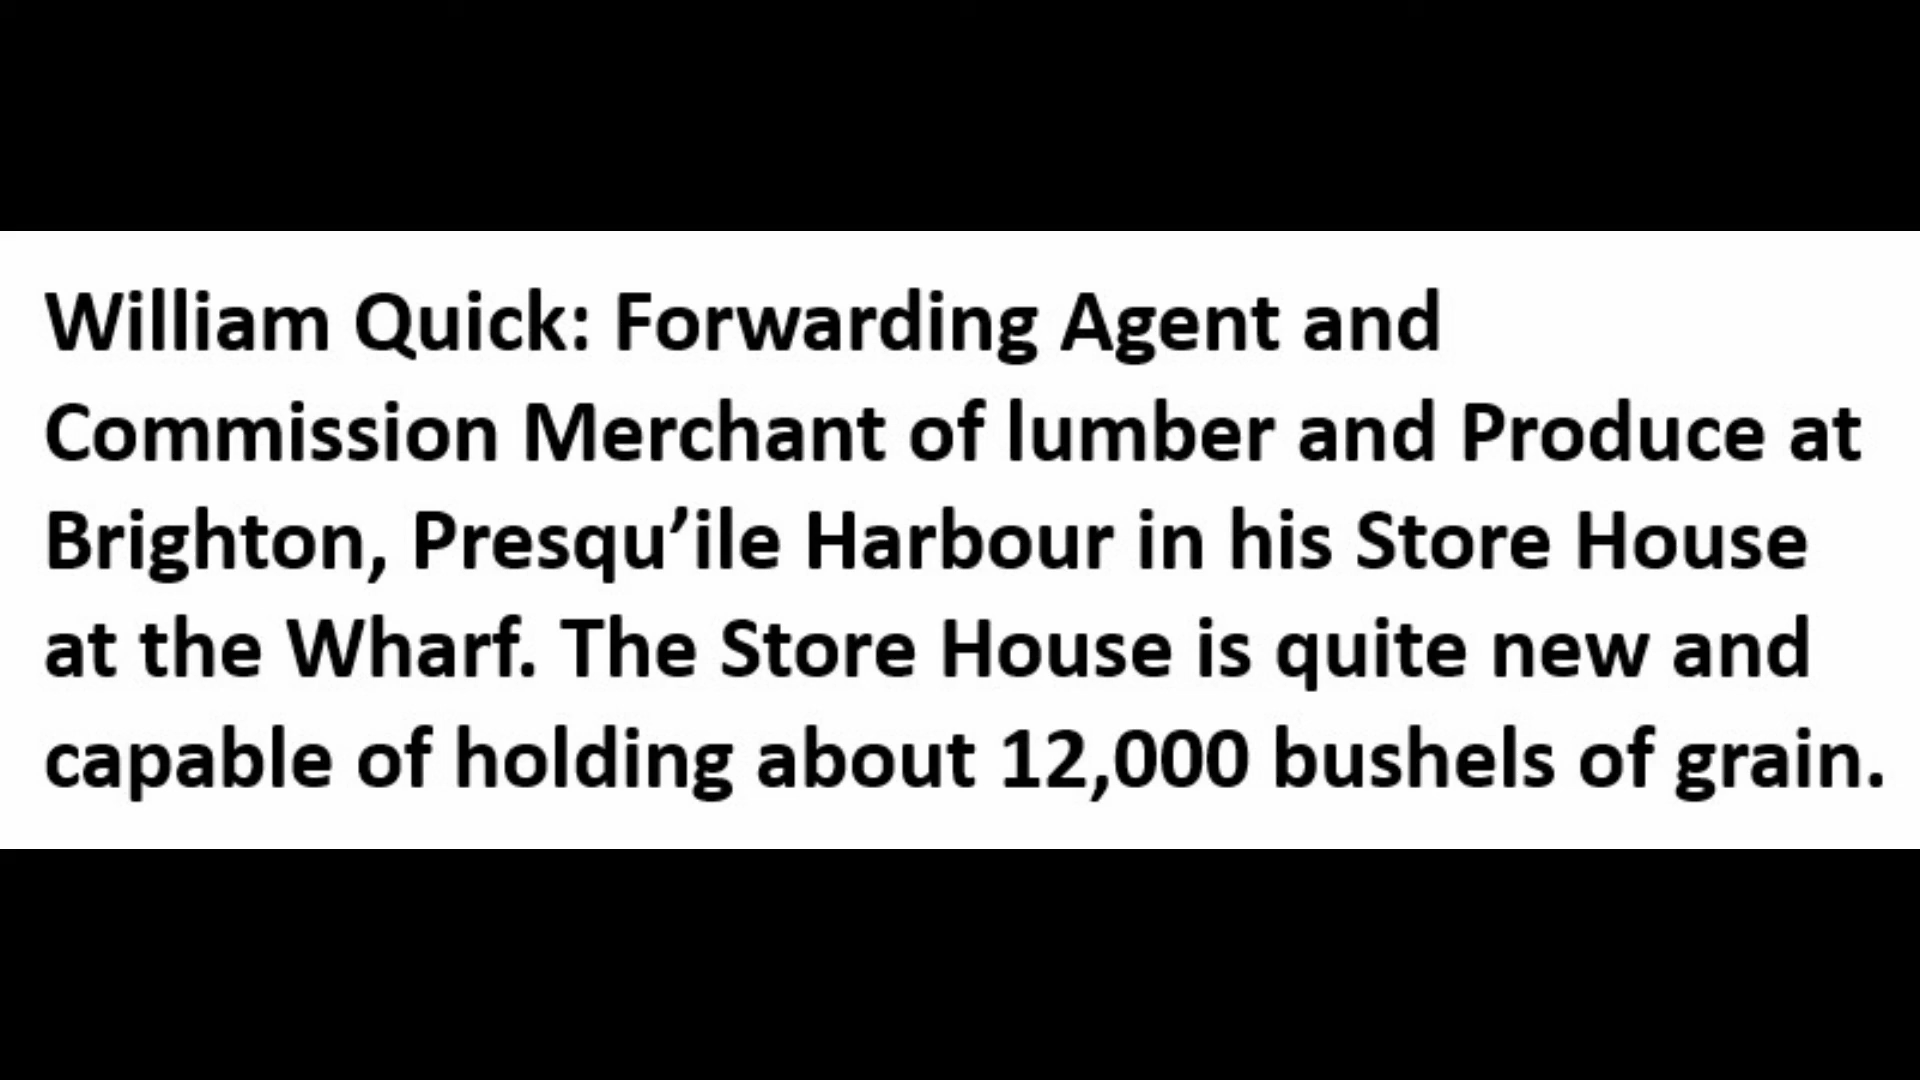 William Quick: Forwarding Agent and
Commission Merchant of lumber and Produce at
Brighton, Presqu’ile Harbour in his Store House
at the Wharf. The Store House is quite new and
capable of holding about 12,000 bushels of grain.